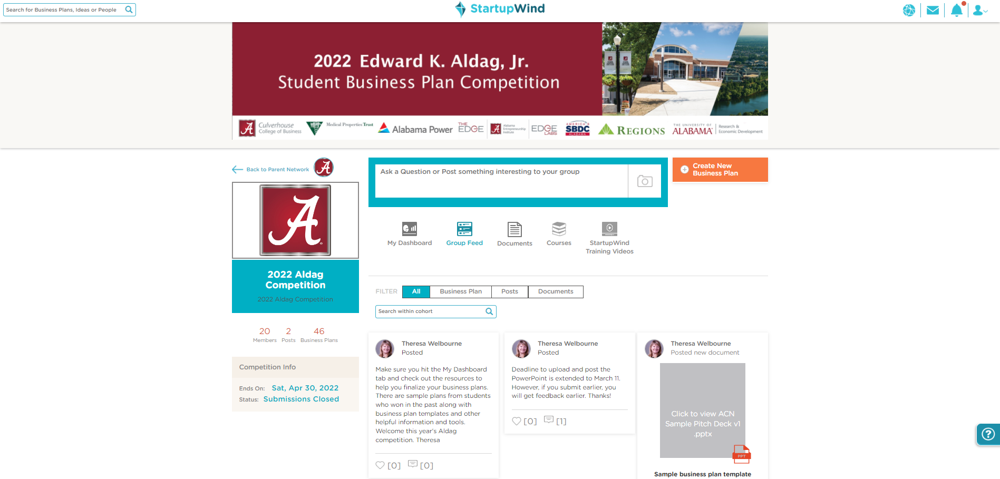 Search for Business Plans, Ideas or People
StartupWind
2022 Edward K. Aldag, Jr.
Student Business Plan Competition
Culverhouse
College of Business
Medical Properties Trust
Alabama Power
THE
EDGE
Alabama
Entrepreneurship
Institute
EDGE
LABS
AMERICA'S
SBDC
ALABAMA
REGIONS
THE UNIVERSITY OF
ALABAMA
Research &
Economic Development
Back to Parent Network
A
A
2022 Aldag
Competition
2022 Aldag Competition
20
Members
2
Posts
46
Business Plans
Competition Info
Ends On: Sat, Apr 30, 2022
Status: Submissions Closed
Ask a Question or Post something interesting to your group
Create New
Business Plan
My Dashboard
Group Feed
Documents
Courses
StartupWind
Training Videos
FILTER
All
Business Plan
Posts
Documents
Search within cohort
Theresa Welbourne
Posted
Make sure you hit the My Dashboard
tab and check out the resources to
help you finalize your business plans.
There are sample plans from students
who won in the past along with
business plan templates and other
helpful information and tools.
Welcome this year's Aldag
competition. Theresa
[0] [0]
Theresa Welbourne
Posted
Deadline to upload and post the
PowerPoint is extended to March 11.
However, if you submit earlier, you
will get feedback earlier. Thanks!
[0] [1]
Theresa Welbourne
Posted new document
Click to view ACN
Sample Pitch Deck v1
.pptx
PPT
Sample business plan template
?